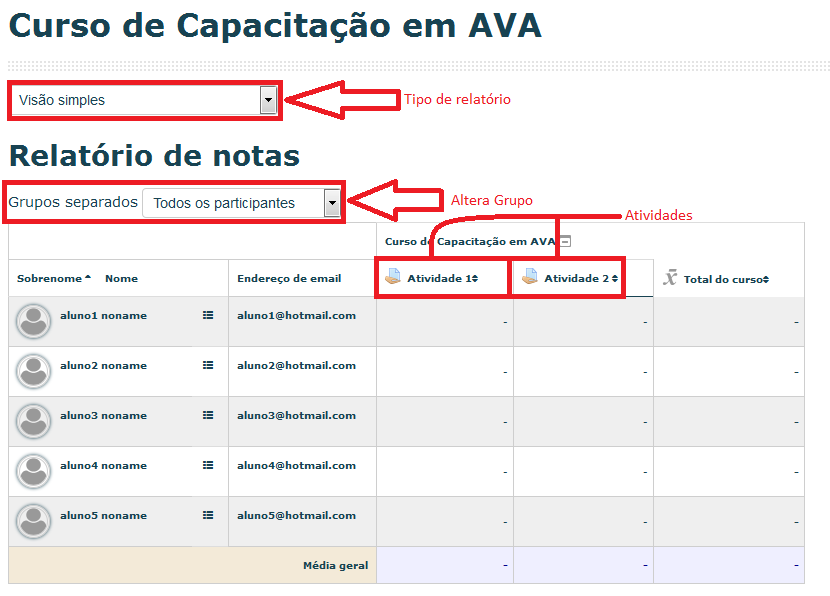 Curso de Capacitação em AVA
Visão simples
Tipo de relatório
Relatório de notas
Grupos separados Todos os participantes
Altera Grupo
Atividades
Curso de Capacitação em AVA
Sobrenome Nome Endereço de email Atividade 1 Atividade 2 x̄ Total do curso
aluno1 noname aluno1@hotmail.com - - -
aluno2 noname aluno2@hotmail.com - - -
aluno3 noname aluno3@hotmail.com - - -
aluno4 noname aluno4@hotmail.com - - -
aluno5 noname aluno5@hotmail.com - - -
Média geral - - -